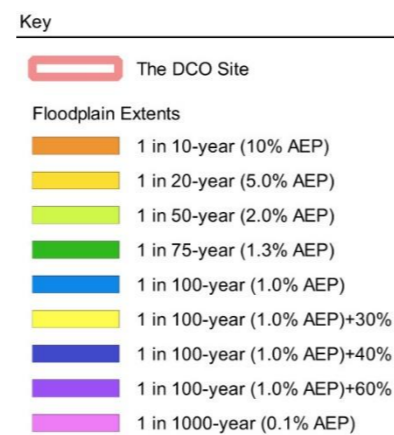 Key
The DCO Site
Floodplain Extents
1 in 10-year (10% AEP)
1 in 20-year (5.0% AEP)
1 in 50-year (2.0% AEP)
1 in 75-year (1.3% AEP)
1 in 100-year (1.0% AEP)
1 in 100-year (1.0% AEP)+30%
1 in 100-year (1.0% AEP)+40%
1 in 100-year (1.0% AEP)+60%
1 in 1000-year (0.1% AEP)